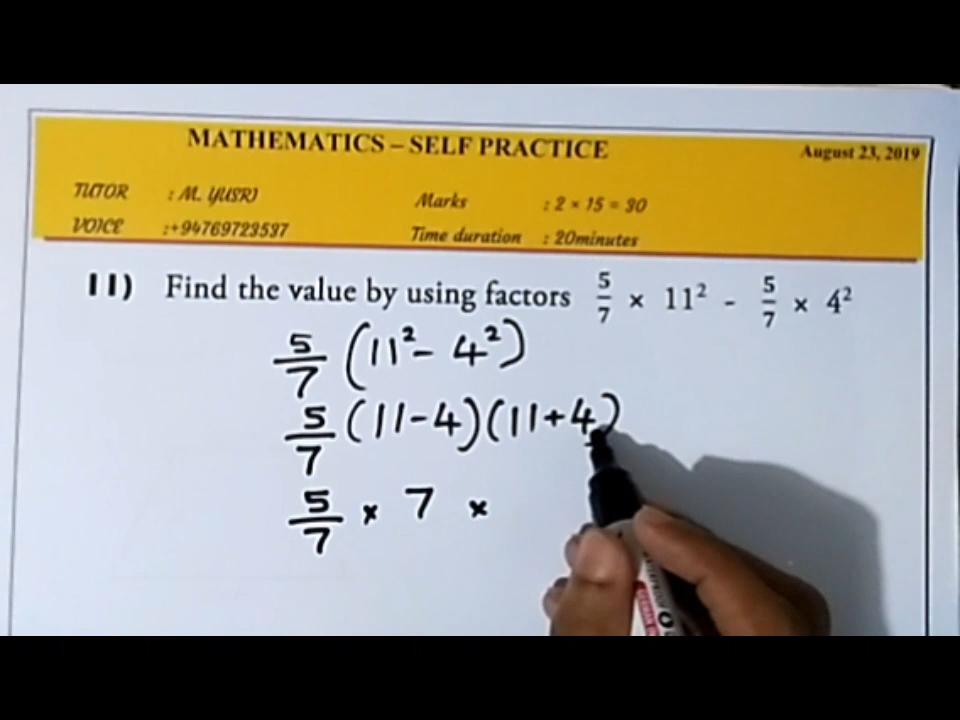 MATHEMATICS – SELF PRACTICE
August 23, 2019
TUTOR : M. YUSRI
Marks : 2 × 15 = 30
VOICE :+94769723537
Time duration : 20minutes
11) Find the value by using factors 5/7 × 11² - 5/7 × 4²
5/7 (11² - 4²)
5/7 (11-4)(11+4)
5/7 × 7 ×